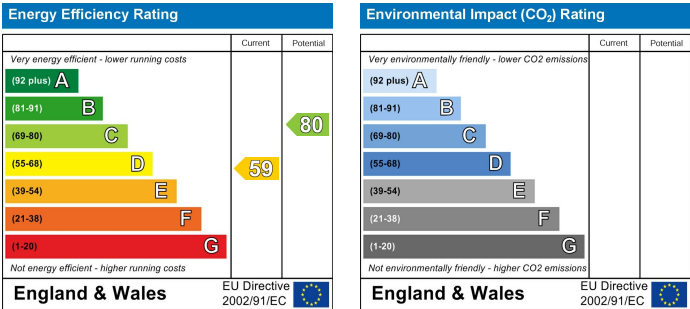 Energy Efficiency Rating
Current Potential
Very energy efficient - lower running costs
(92 plus) A
(81-91) B
(69-80) C
(55-68) D
(39-54) E
(21-38) F
(1-20) G
59
80
Not energy efficient - higher running costs
England & Wales
EU Directive
2002/91/EC
Environmental Impact (CO₂) Rating
Current Potential
Very environmentally friendly - lower CO2 emissions
(92 plus) A
(81-91) B
(69-80) C
(55-68) D
(39-54) E
(21-38) F
(1-20) G
Not environmentally friendly - higher CO2 emissions
England & Wales
EU Directive
2002/91/EC